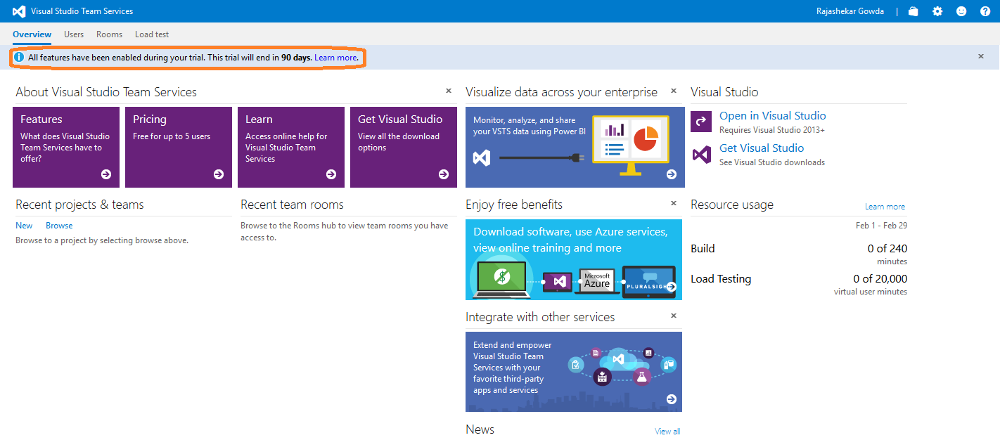 Visual Studio Team Services
Rajashekar Gowda |
Overview Users Rooms Load test
All features have been enabled during your trial. This trial will end in 90 days. Learn more.
About Visual Studio Team Services
Features
What does Visual Studio
Team Services have to
offer?
Pricing
Free for up to 5 users
Learn
Access online help for
Visual Studio Team
Services
Get Visual Studio
View all the download
options
Recent projects & teams
New Browse
Browse to a project by selecting browse above.
Recent team rooms
Browse to the Rooms hub to view team rooms you have
access to.
Visualize data across your enterprise
Monitor, analyze, and share
your VSTS data using Power BI
Enjoy free benefits
Download software, use Azure services,
view online training and more
Microsoft
Azure
PLURALSIGH
Integrate with other services
Extend and empower
Visual Studio Team
Services with your
favorite third-party
apps and services
News View all
Visual Studio
Open in Visual Studio
Requires Visual Studio 2013+
Get Visual Studio
See Visual Studio downloads
Resource usage Learn more
Feb 1 - Feb 29
Build 0 of 240
minutes
Load Testing 0 of 20,000
virtual user minutes